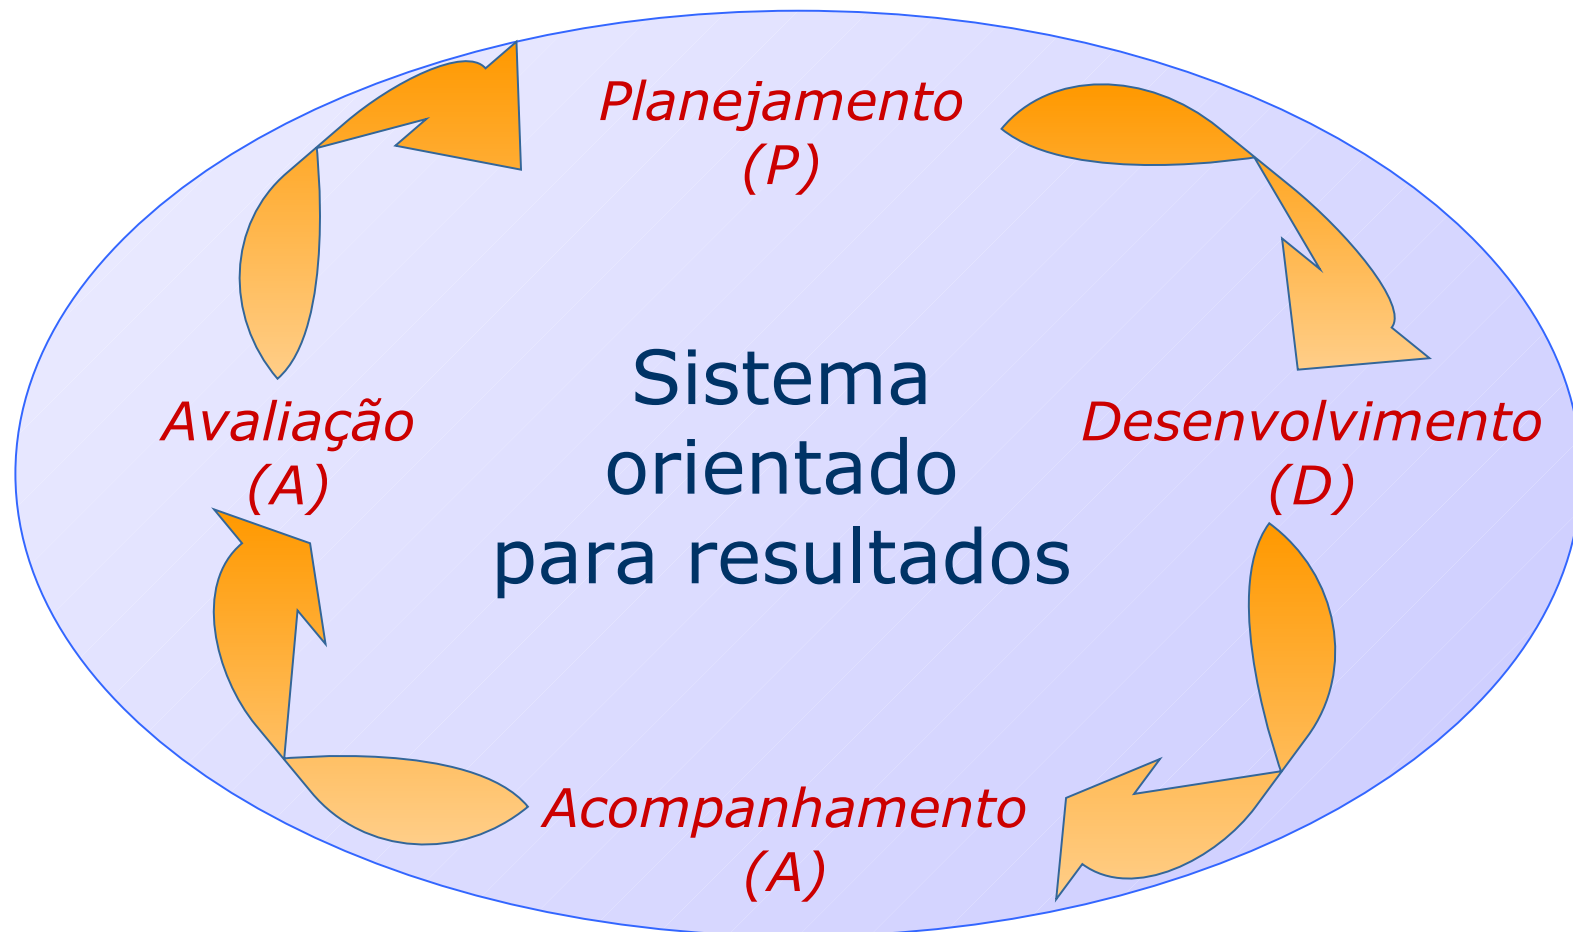 Planejamento
(P)
Sistema
orientado
para resultados
Avaliação
(A)
Desenvolvimento
(D)
Acompanhamento
(A)